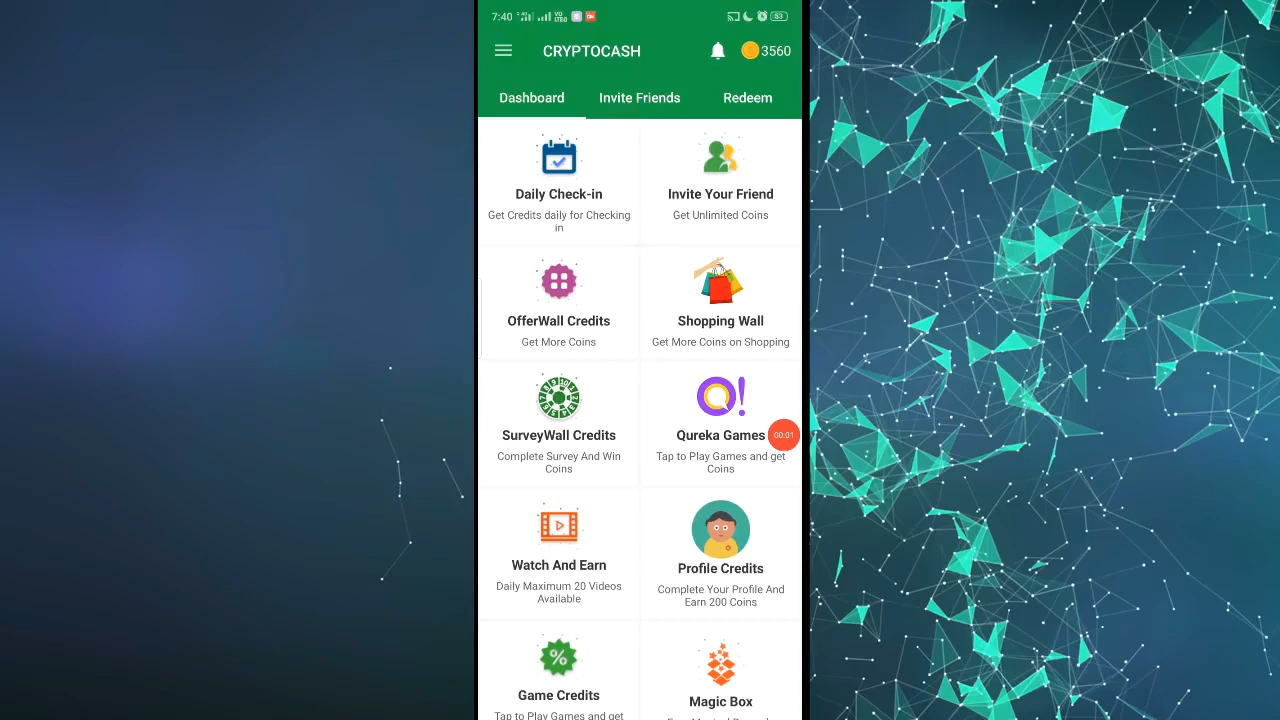 7:40 4G VO LTE0 53
CRYPTOCASH 3560
Dashboard Invite Friends Redeem
Daily Check-in
Get Credits daily for Checking
in
Invite Your Friend
Get Unlimited Coins
OfferWall Credits
Get More Coins
Shopping Wall
Get More Coins on Shopping
SurveyWall Credits
Complete Survey And Win
Coins
Qureka Games
00:01
Tap to Play Games and get
Coins
Watch And Earn
Daily Maximum 20 Videos
Available
Profile Credits
Complete Your Profile And
Earn 200 Coins
Game Credits
Tap to Play Games and get
Magic Box